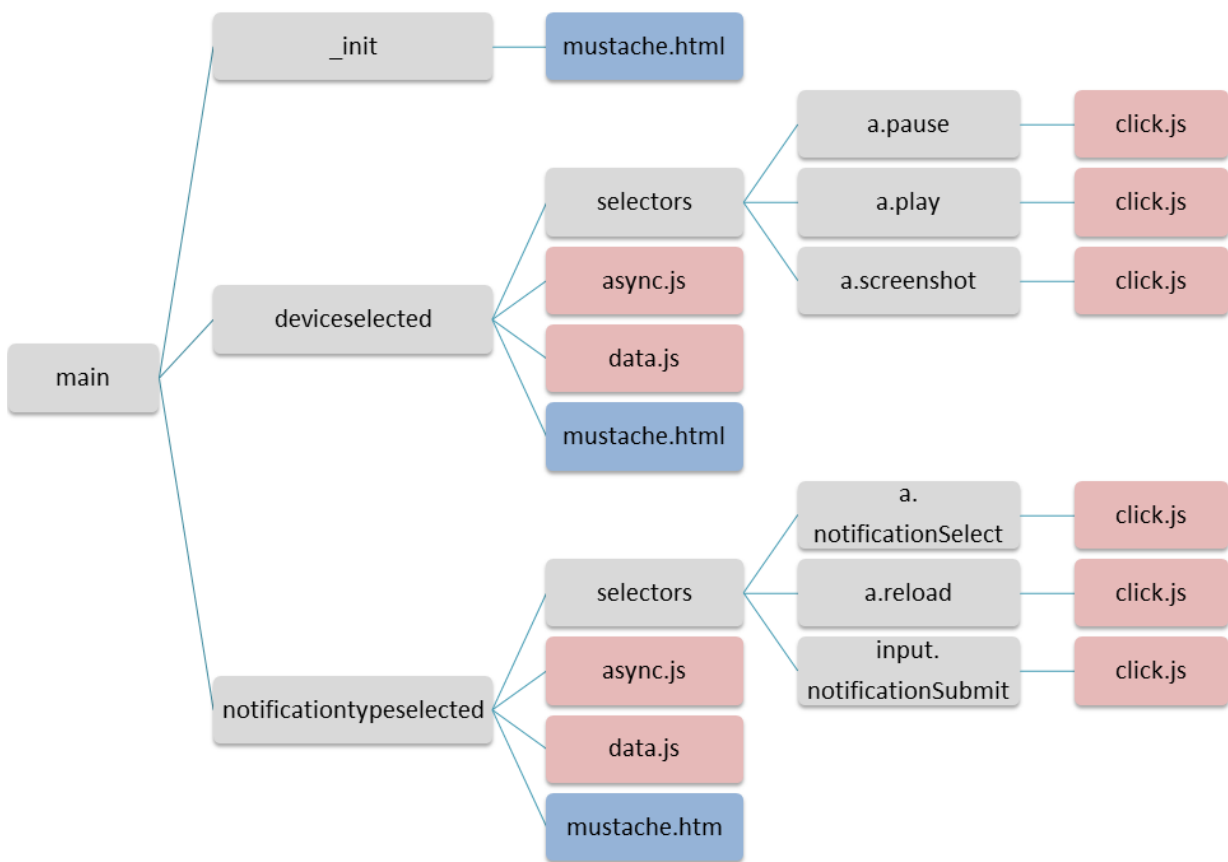 _init
mustache.html
a.pause
click.js
selectors
a.play
click.js
async.js
a.screenshot
click.js
deviceselected
data.js
main
mustache.html
a.
notificationSelect
click.js
selectors
a.reload
click.js
async.js
input.
notificationSubmit
click.js
notificationtypeselected
data.js
mustache.htm